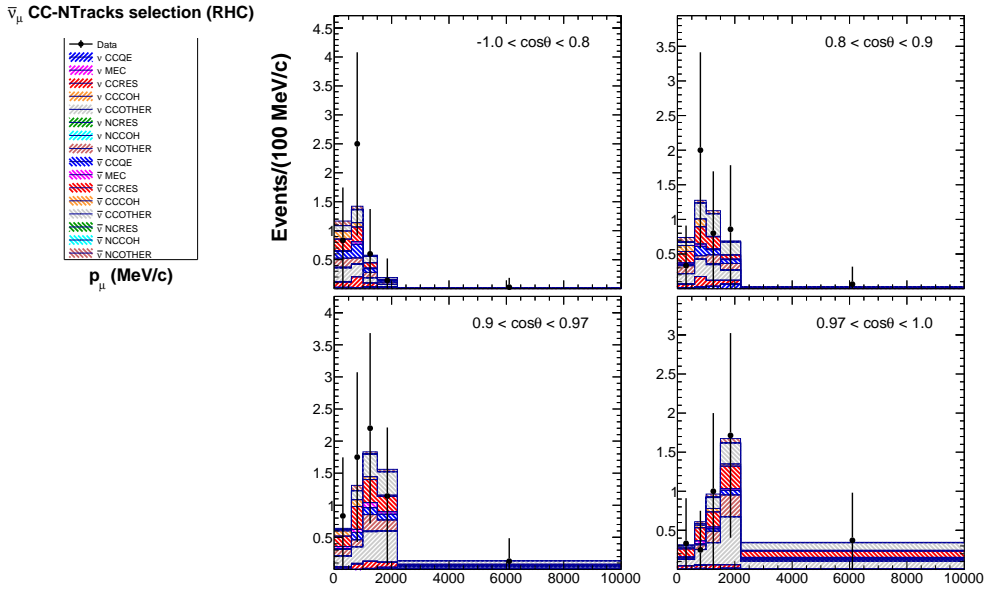 ν̅μ CC-NTracks selection (RHC)
Data
ν CCQE
ν MEC
ν CCRES
ν CCCOH
ν CCOTHER
ν NCRES
ν NCCOH
ν NCOTHER
ν̅ CCQE
ν̅ MEC
ν̅ CCRES
ν̅ CCCOH
ν̅ CCOTHER
ν̅ NCRES
ν̅ NCCOH
ν̅ NCOTHER
pμ (MeV/c)
Events/(100 MeV/c)
-1.0 < cosθ < 0.8
4.5
4
3.5
3
2.5
2
1.5
1
0.5
0.8 < cosθ < 0.9
3.5
3
2.5
2
1.5
1
0.5
0.9 < cosθ < 0.97
4
3.5
3
2.5
2
1.5
1
0.5
0 2000 4000 6000 8000 10000
0.97 < cosθ < 1.0
3
2.5
2
1.5
1
0.5
0 2000 4000 6000 8000 10000